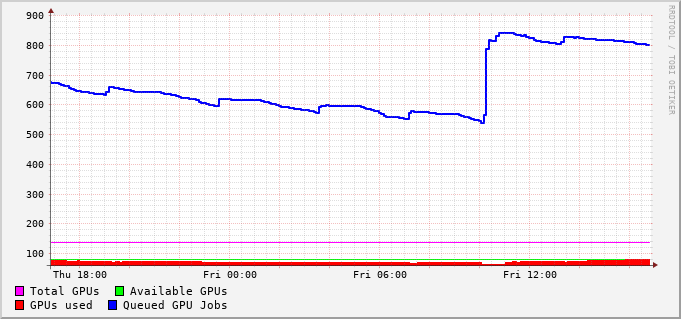 900
800
700
600
500
400
300
200
100
Thu 18:00 Fri 00:00 Fri 06:00 Fri 12:00
Total GPUs Available GPUs
GPUs used Queued GPU Jobs
RRDTOOL / TOBI OETIKER